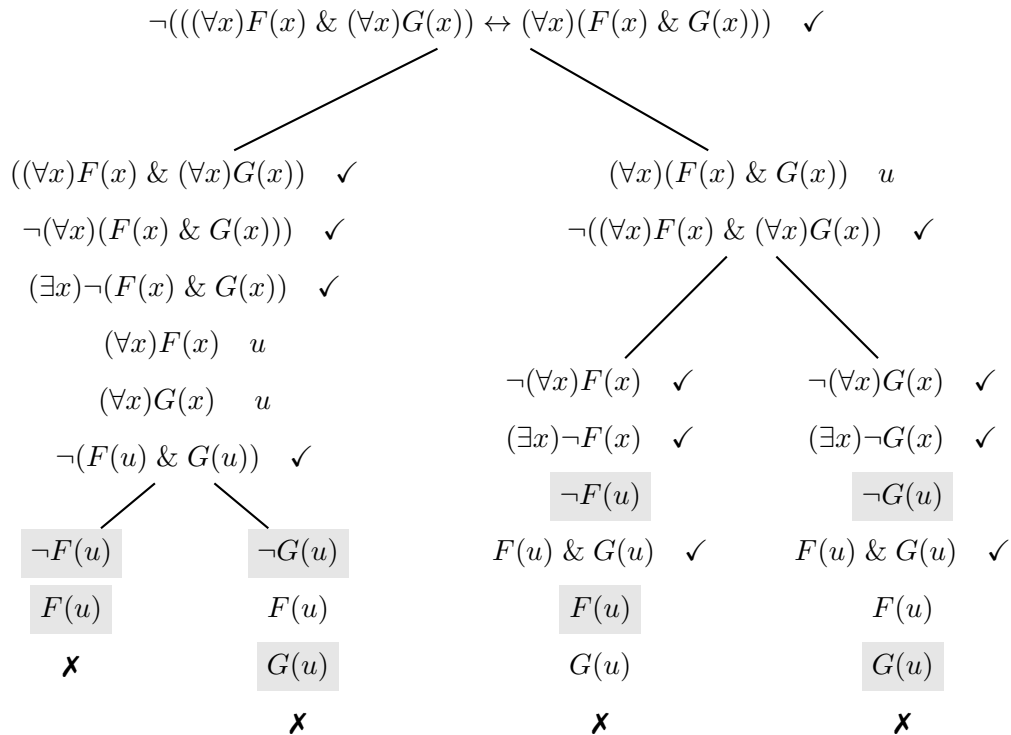 ¬(((∀x)F(x) & (∀x)G(x)) ↔ (∀x)(F(x) & G(x))) ✓
((∀x)F(x) & (∀x)G(x)) ✓
¬(∀x)(F(x) & G(x))) ✓
(∃x)¬(F(x) & G(x)) ✓
(∀x)F(x) u
(∀x)G(x) u
¬(F(u) & G(u)) ✓
¬F(u)
F(u)
✗
¬G(u)
F(u)
G(u)
✗
(∀x)(F(x) & G(x)) u
¬((∀x)F(x) & (∀x)G(x)) ✓
¬(∀x)F(x) ✓
(∃x)¬F(x) ✓
¬F(u)
F(u) & G(u) ✓
F(u)
G(u)
✗
¬(∀x)G(x) ✓
(∃x)¬G(x) ✓
¬G(u)
F(u) & G(u) ✓
F(u)
G(u)
✗